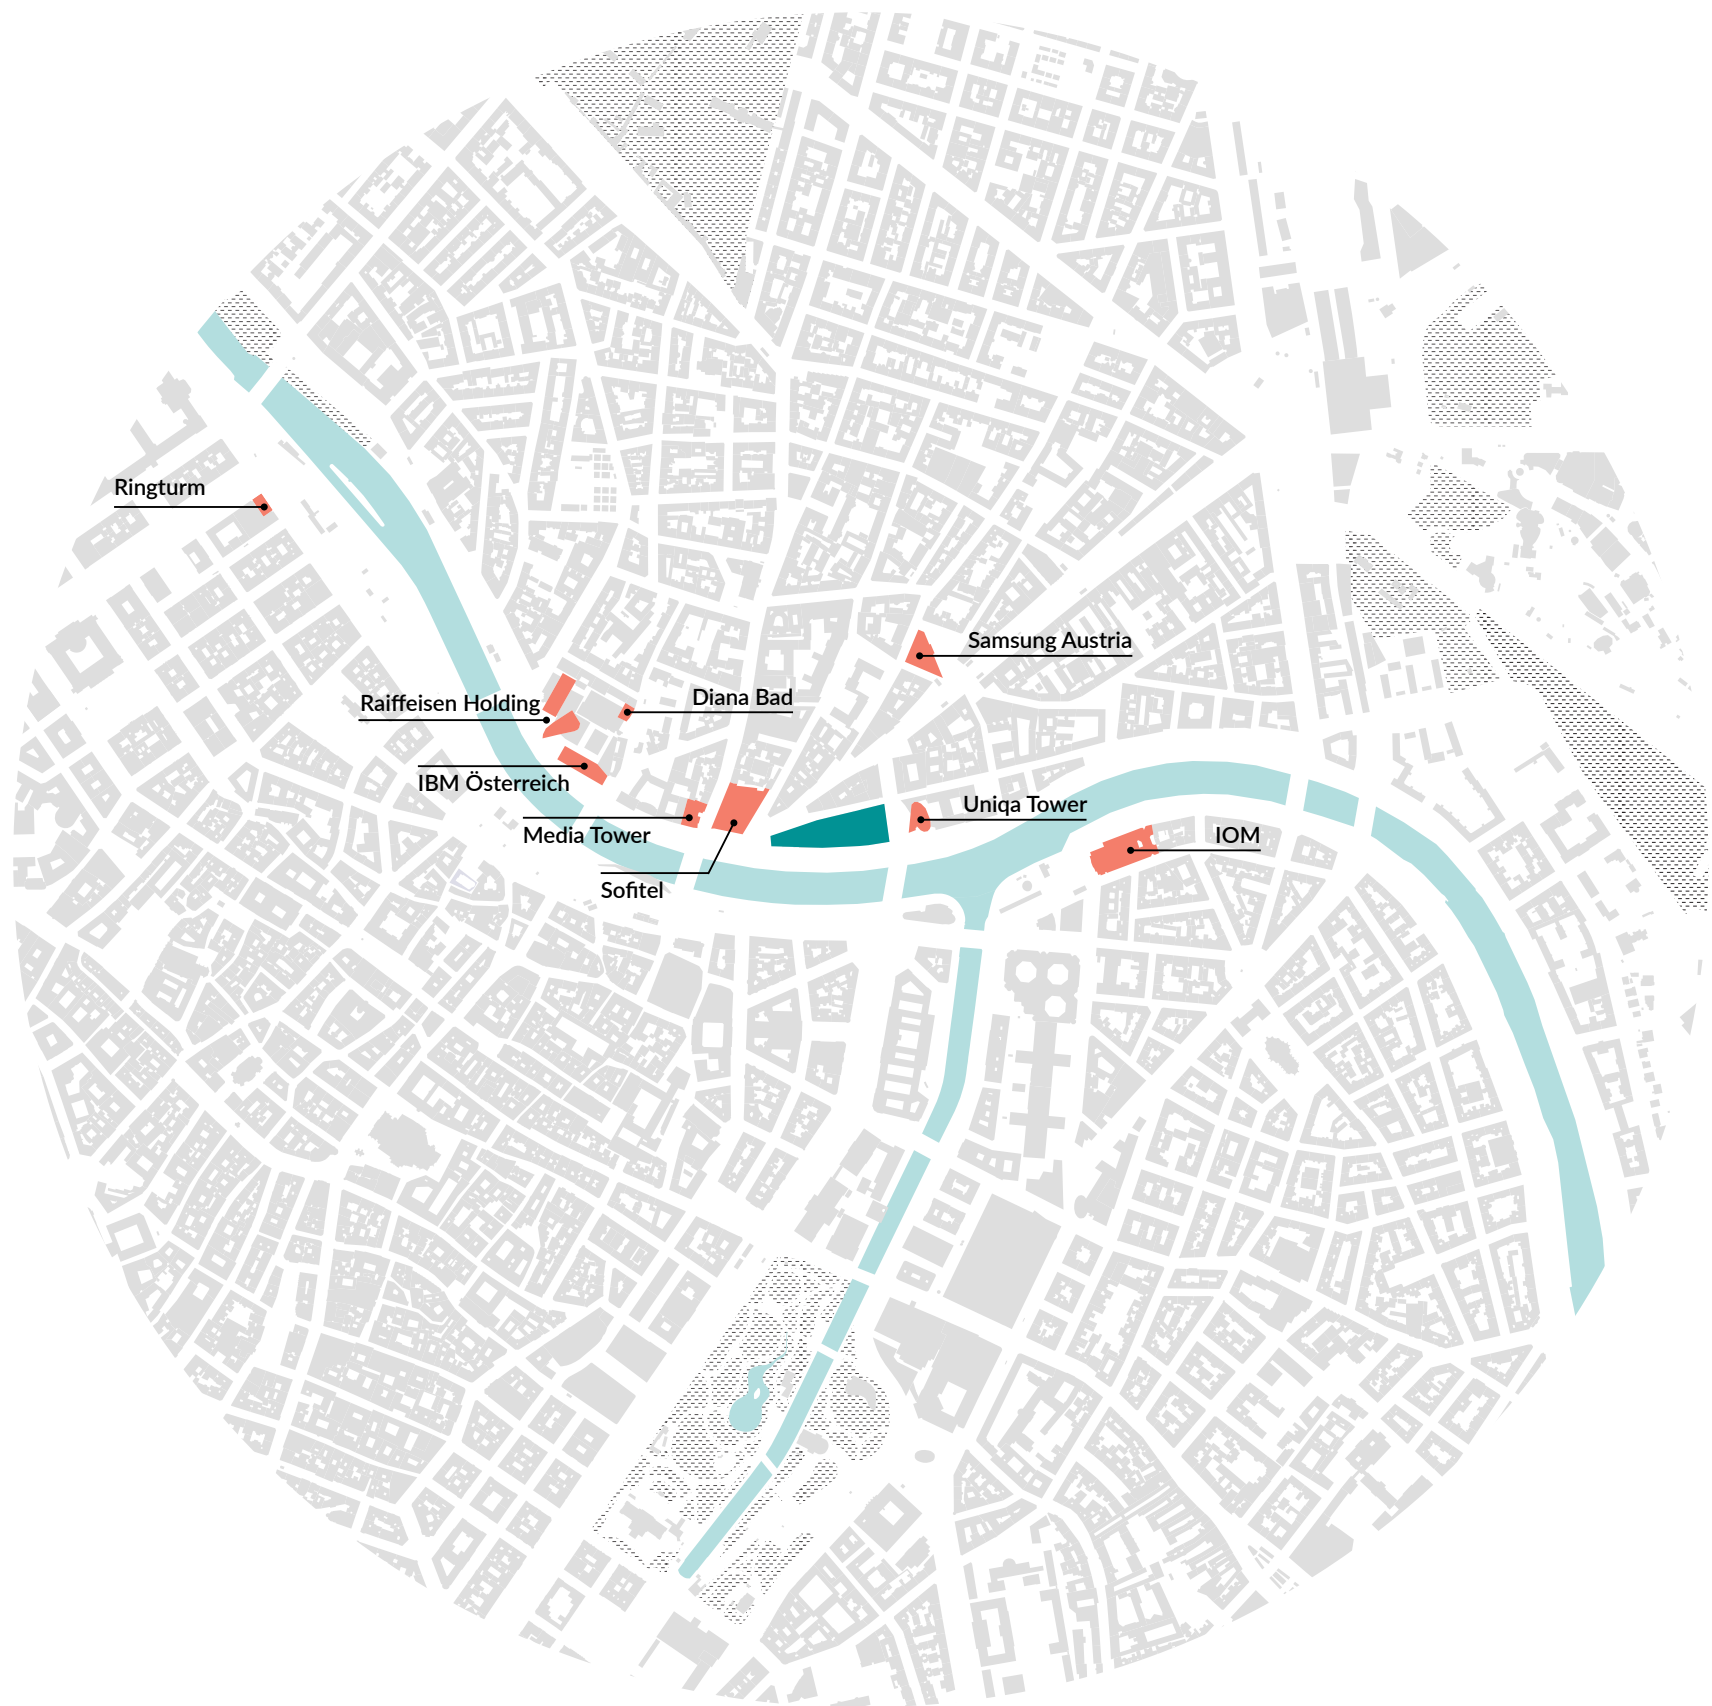 Ringturm
Samsung Austria
Raiffeisen Holding
Diana Bad
IBM Österreich
Uniqa Tower
Media Tower
IOM
Sofitel